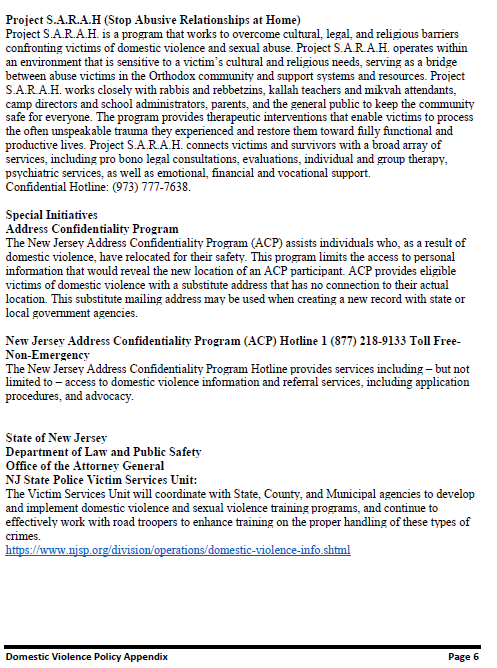 Project S.A.R.A.H (Stop Abusive Relationships at Home)
Project S.A.R.A.H. is a program that works to overcome cultural, legal, and religious barriers
confronting victims of domestic violence and sexual abuse. Project S.A.R.A.H. operates within
an environment that is sensitive to a victim's cultural and religious needs, serving as a bridge
between abuse victims in the Orthodox community and support systems and resources. Project
S.A.R.A.H. works closely with rabbis and rebbetzins, kallah teachers and mikvah attendants,
camp directors and school administrators, parents, and the general public to keep the community
safe for everyone. The program provides therapeutic interventions that enable victims to process
the often unspeakable trauma they experienced and restore them toward fully functional and
productive lives. Project S.A.R.A.H. connects victims and survivors with a broad array of
services, including pro bono legal consultations, evaluations, individual and group therapy,
psychiatric services, as well as emotional, financial and vocational support.
Confidential Hotline: (973) 777-7638.
Special Initiatives
Address Confidentiality Program
The New Jersey Address Confidentiality Program (ACP) assists individuals who, as a result of
domestic violence, have relocated for their safety. This program limits the access to personal
information that would reveal the new location of an ACP participant. ACP provides eligible
victims of domestic violence with a substitute address that has no connection to their actual
location. This substitute mailing address may be used when creating a new record with state or
local government agencies.
New Jersey Address Confidentiality Program (ACP) Hotline 1 (877) 218-9133 Toll Free-
Non-Emergency
The New Jersey Address Confidentiality Program Hotline provides services including – but not
limited to – access to domestic violence information and referral services, including application
procedures, and advocacy.
State of New Jersey
Department of Law and Public Safety
Office of the Attorney General
NJ State Police Victim Services Unit:
The Victim Services Unit will coordinate with State, County, and Municipal agencies to develop
and implement domestic violence and sexual violence training programs, and continue to
effectively work with road troopers to enhance training on the proper handling of these types of
crimes.
https://www.njsp.org/division/operations/domestic-violence-info.shtml
Domestic Violence Policy Appendix Page 6